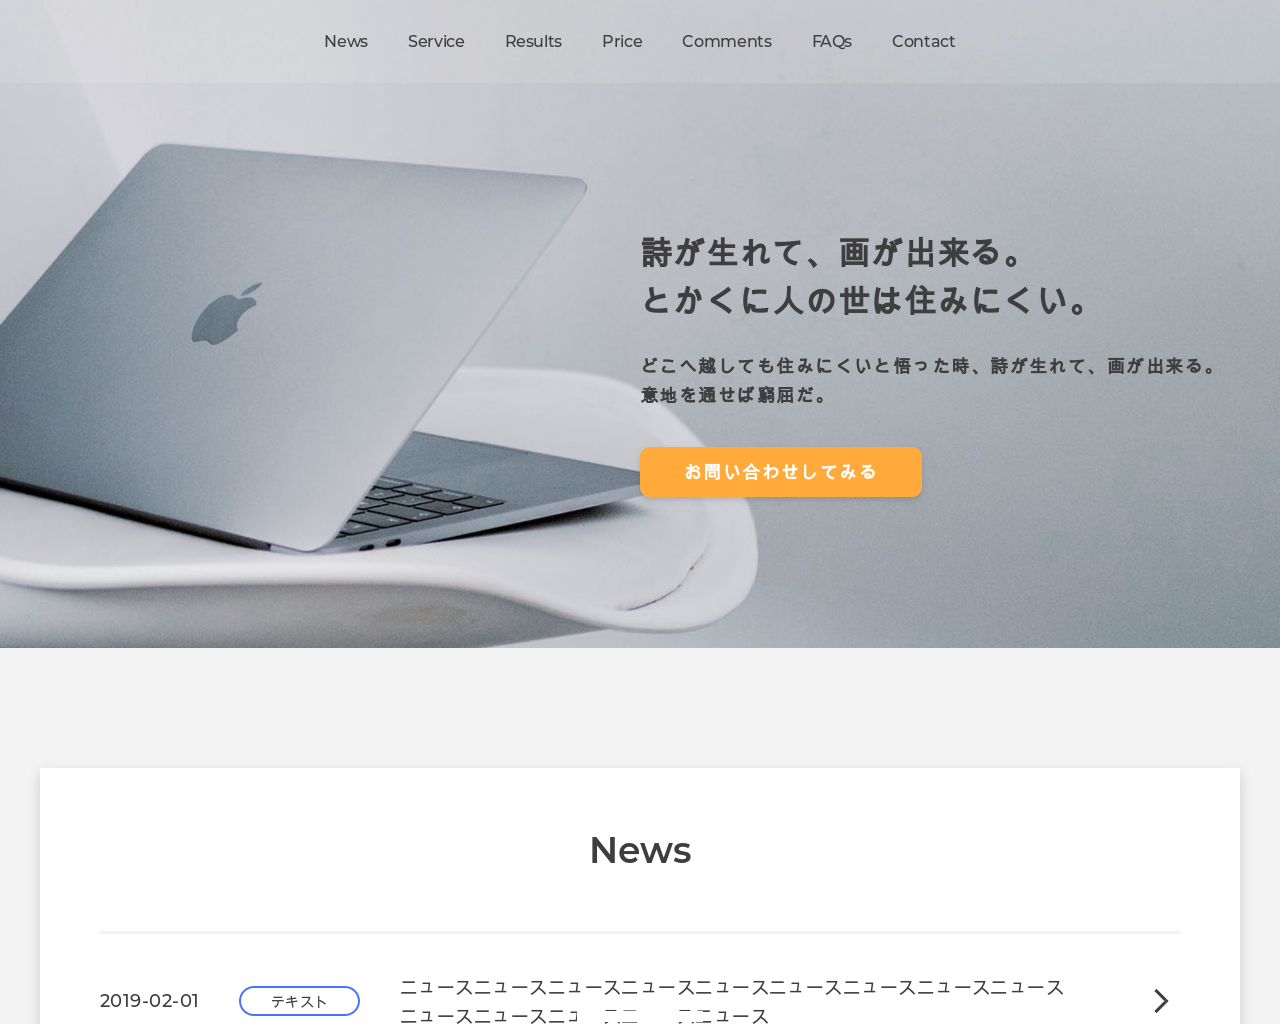 News Service Results Price Comments FAQs Contact
詩が生れて、画が出来る。
とかくに人の世は住みにくい。
どこへ越しても住みにくいと悟った時、詩が生れて、画が出来る。
意地を通せば窮屈だ。
お問い合わせしてみる
News
2019-02-01
テキスト
ニュースニュースニュースニュースニュースニュースニュースニュースニュース
ニュースニュースニュ